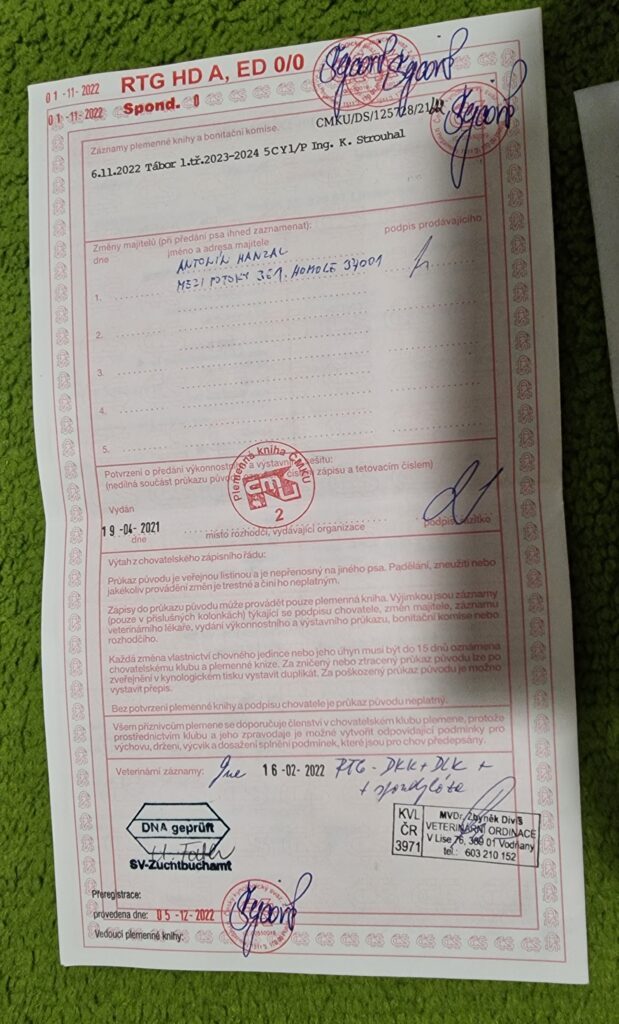 01 -11- 2022 RTG HD A, ED 0/0
01 -11- 2022 Spond. 0
Záznamy plemenné knihy a bonitační komise.
CMKU/DS/125728/21
6.11.2022 Tábor 1.tř.2023-2024 5CY1/P Ing. K. Strouhal
Změny majitelů (při předání psa ihned zaznamenat):
dne jméno a adresa majitele podpis prodávajícího
ANTONÍN HANZAL
1. MEZI POTOKY 361, HOMOLE 37001
2.
3.
4.
5.
Potvrzení o předání výkonnostního a výstavního sešitu:
(nedílná součást průkazu původu číslo zápisu a tetovacím číslem)
Plemenná kniha ČMKU
ČMKU
2
Vydán
19 -04- 2021
dne místo rozhodčí, vydávající organizace podpis razítko
Výtah z chovatelského zápisního řádu:
Průkaz původu je veřejnou listinou a je nepřenosný na jiného psa. Padělání, zneužití nebo
jakékoliv provádění změn je trestné a činí ho neplatným.
Zápisy do průkazu původu může provádět pouze plemenná kniha. Výjimkou jsou záznamy
(pouze v příslušných kolonkách) týkající se podpisu chovatele, změn majitele, záznamu
veterinárního lékaře, vydání výkonnostního a výstavního průkazu, bonitační komise nebo
rozhodčího.
Každá změna vlastnictví chovného jedince nebo jeho úhyn musí být do 15 dnů oznámena
chovatelskému klubu a plemenné knize. Za zničený nebo ztracený průkaz původu lze po
zveřejnění v kynologickém tisku vystavit duplikát. Za poškozený průkaz původu je možno
vystavit přepis.
Bez potvrzení plemenné knihy a podpisu chovatele je průkaz původu neplatný.
Všem příznivcům plemene se doporučuje členství v chovatelském klubu plemene, protože
prostřednictvím klubu a jeho zpravodaje je možné vytvořit odpovídající podmínky pro
výchovu, držení, výcvik a dosažení splnění podmínek, které jsou pro chov předepsány.
Veterinární záznamy: Dne 16 -02- 2022 RTG - DKK + DLK +
+ spondylóza
DNA geprüft
SV-Zuchtbuchamt
KVL
ČR
3971
MVDr. Zbyněk Diviš
VETERINÁRNÍ ORDINACE
V Lise 76, 389 01 Vodňany
tel.: 603 210 152
Přeregistrace:
provedena dne: 05 -12- 2022
Vedoucí plemenné knihy: